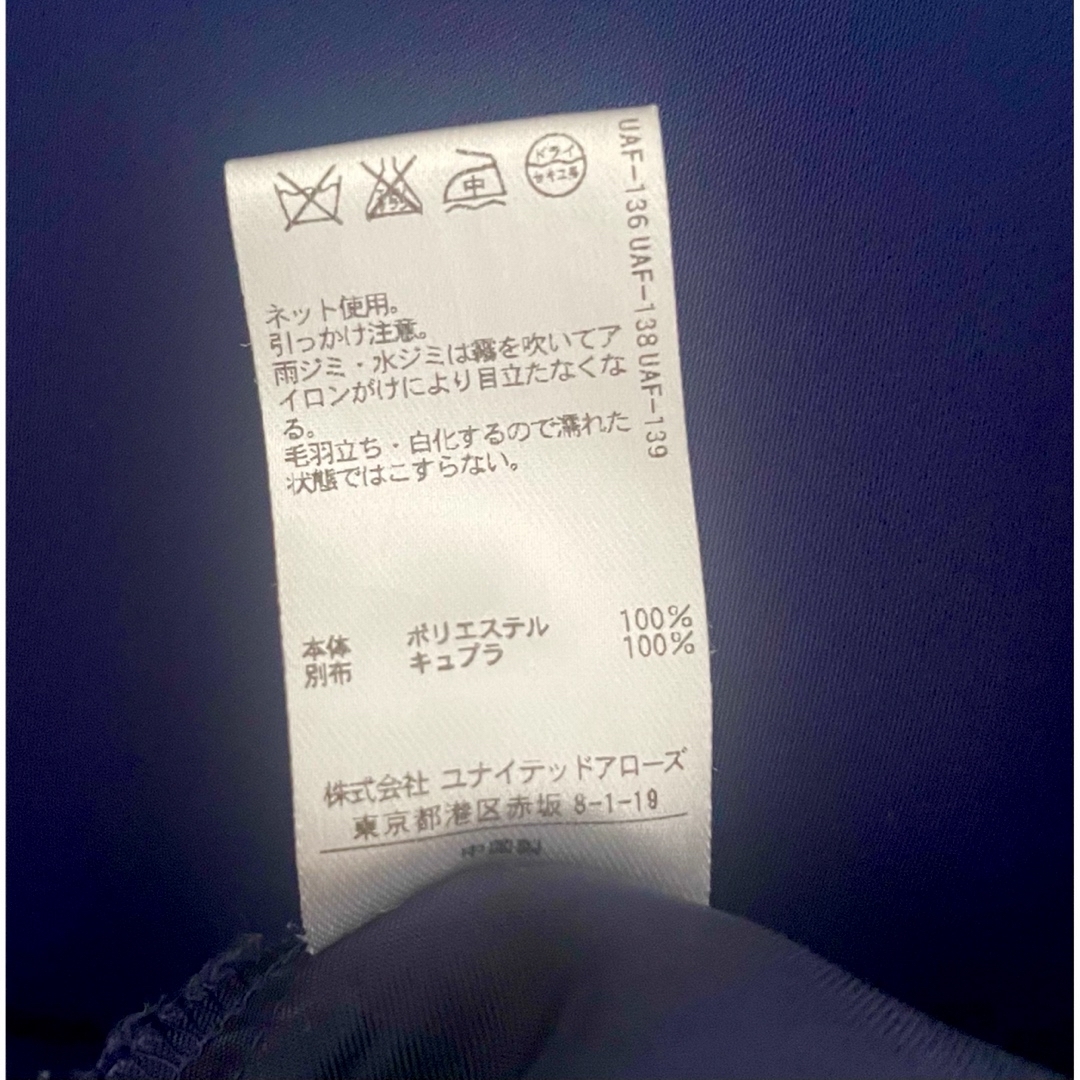 中
ドライ
セキユ系
UAF-136 UAF-138 UAF-139
ネット使用。
引っかけ注意。
雨ジミ・水ジミは霧を吹いてア
イロンがけにより目立たなくな
る。
毛羽立ち・白化するので濡れた
状態ではこすらない。
本体 ポリエステル 100%
別布 キュプラ 100%
株式会社 ユナイテッドアローズ
東京都港区赤坂 8-1-19
中国製